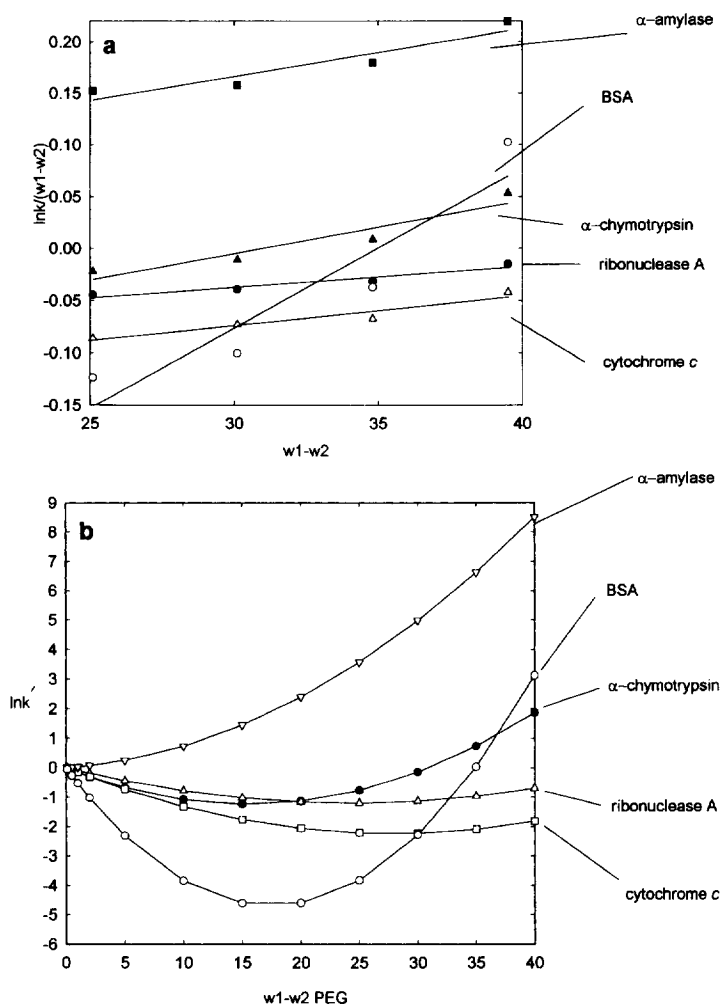 a
0.20
0.15
0.10
0.05
0.00
-0.05
-0.10
-0.15
lnk/(w1-w2)
25
30
35
40
w1-w2
α-amylase
BSA
α-chymotrypsin
ribonuclease A
cytochrome c
b
9
8
7
6
5
4
3
2
1
0
-1
-2
-3
-4
-5
-6
lnk´
0
5
10
15
20
25
30
35
40
w1-w2 PEG
α-amylase
BSA
α-chymotrypsin
ribonuclease A
cytochrome c